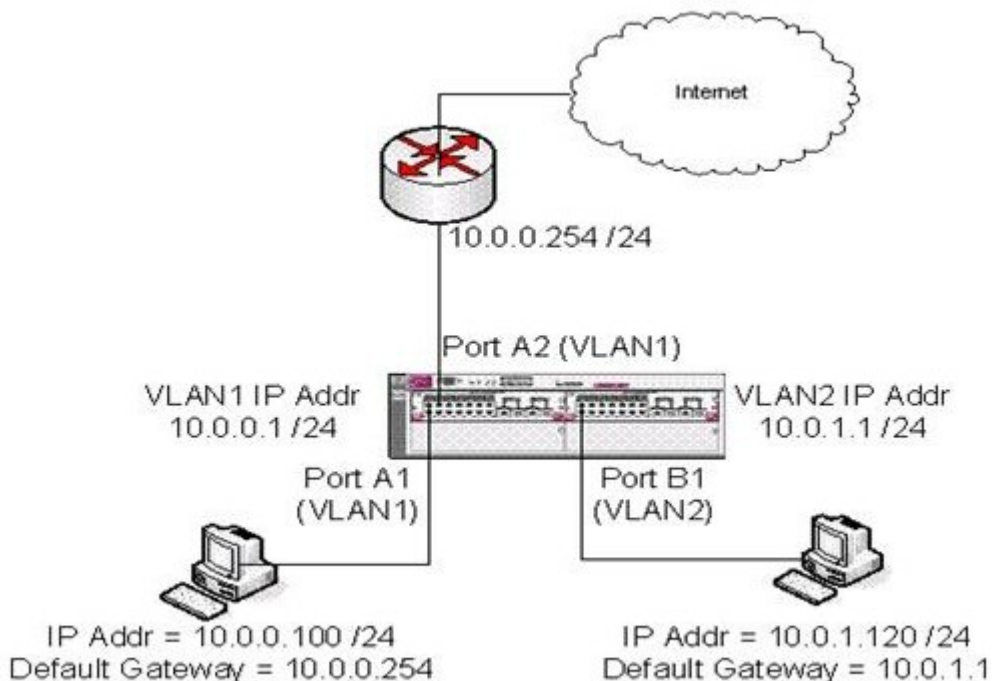 Internet
10.0.0.254 /24
Port A2 (VLAN1)
VLAN1 IP Addr
10.0.0.1 /24
VLAN2 IP Addr
10.0.1.1 /24
Port A1
(VLAN1)
Port B1
(VLAN2)
IP Addr = 10.0.0.100 /24
Default Gateway = 10.0.0.254
IP Addr = 10.0.1.120 /24
Default Gateway = 10.0.1.1